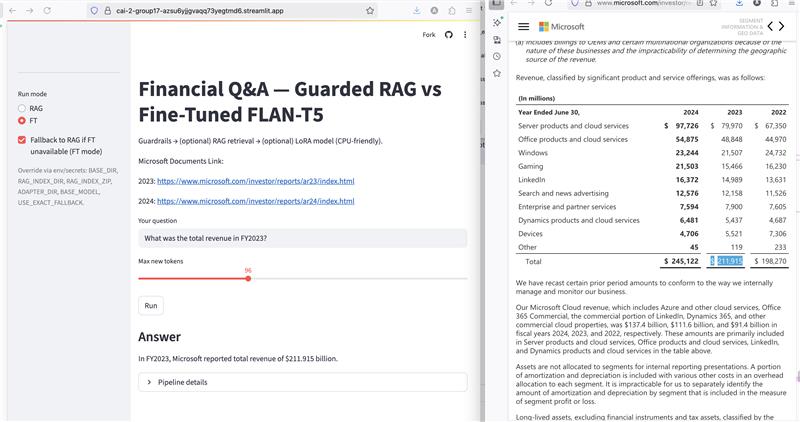 cai-2-group17-azsu6yjjgvaqq73yegtmd6.streamlit.app
Fork
Run mode
RAG
FT
Fallback to RAG if FT
unavailable (FT mode)
Override via env/secrets: BASE_DIR,
RAG_INDEX_DIR, RAG_INDEX_ZIP,
ADAPTER_DIR, BASE_MODEL,
USE_EXACT_FALLBACK.
Financial Q&A — Guarded RAG vs
Fine-Tuned FLAN-T5
Guardrails → (optional) RAG retrieval → (optional) LoRA model (CPU-friendly).
Microsoft Documents Link:
2023: https://www.microsoft.com/investor/reports/ar23/index.html
2024: https://www.microsoft.com/investor/reports/ar24/index.html
Your question
What was the total revenue in FY2023?
Max new tokens
96
Run
Answer
In FY2023, Microsoft reported total revenue of $211.915 billion.
Pipeline details
www.microsoft.com/investor/r
Microsoft
SEGMENT
INFORMATION &
GEO DATA
(a) Includes billings to OEMs and certain multinational organizations because of the
nature of these businesses and the impracticability of determining the geographic
source of the revenue.
Revenue, classified by significant product and service offerings, was as follows:
(In millions)
Year Ended June 30, 2024 2023 2022
Server products and cloud services $ 97,726 $ 79,970 $ 67,350
Office products and cloud services 54,875 48,848 44,970
Windows 23,244 21,507 24,732
Gaming 21,503 15,466 16,230
LinkedIn 16,372 14,989 13,631
Search and news advertising 12,576 12,158 11,526
Enterprise and partner services 7,594 7,900 7,605
Dynamics products and cloud services 6,481 5,437 4,687
Devices 4,706 5,521 7,306
Other 45 119 233
Total $ 245,122 $ 211,915 $ 198,270
We have recast certain prior period amounts to conform to the way we internally
manage and monitor our business.
Our Microsoft Cloud revenue, which includes Azure and other cloud services, Office
365 Commercial, the commercial portion of LinkedIn, Dynamics 365, and other
commercial cloud properties, was $137.4 billion, $111.6 billion, and $91.4 billion in
fiscal years 2024, 2023, and 2022, respectively. These amounts are primarily included
in Server products and cloud services, Office products and cloud services, LinkedIn,
and Dynamics products and cloud services in the table above.
Assets are not allocated to segments for internal reporting presentations. A portion
of amortization and depreciation is included with various other costs in an overhead
allocation to each segment. It is impracticable for us to separately identify the
amount of amortization and depreciation by segment that is included in the measure
of segment profit or loss.
Long-lived assets, excluding financial instruments and tax assets, classified by the